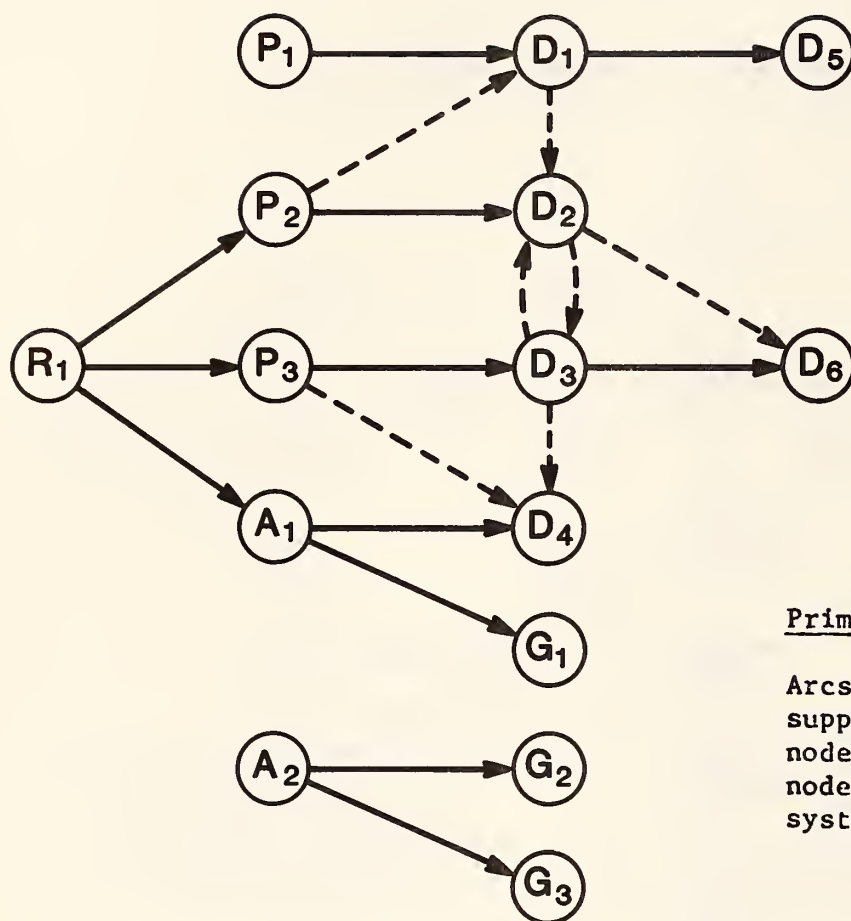 P1 D1 D5
P2 D2
R1 P3 D3 D6
A1 D4
G1
Prim
Arcs
supp
node
A2 G2
node
syst
G3